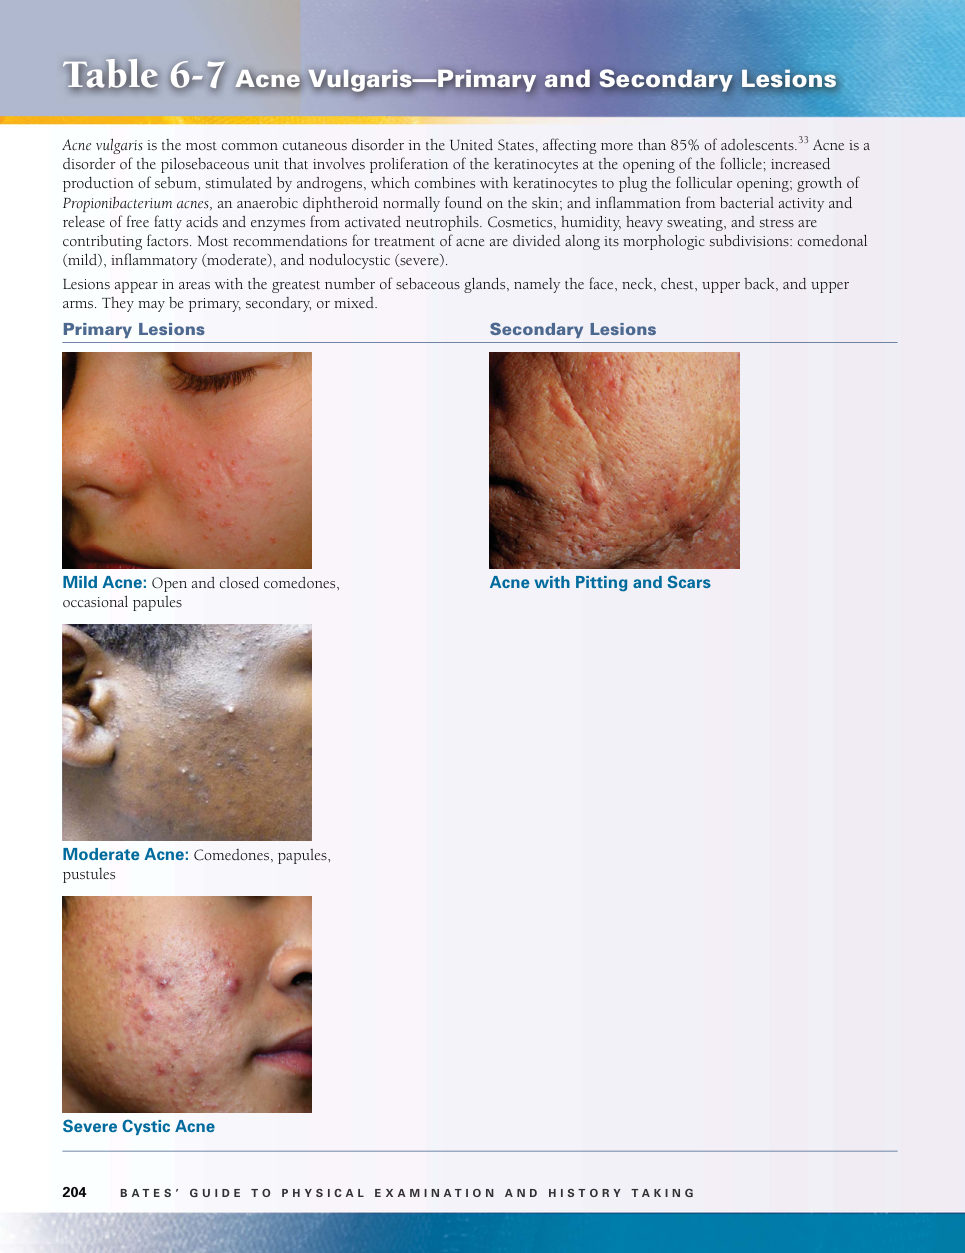 Table 6-7 Acne Vulgaris—Primary and Secondary Lesions
Acne vulgaris is the most common cutaneous disorder in the United States, affecting more than 85% of adolescents.33 Acne is a
disorder of the pilosebaceous unit that involves proliferation of the keratinocytes at the opening of the follicle; increased
production of sebum, stimulated by androgens, which combines with keratinocytes to plug the follicular opening; growth of
Propionibacterium acnes, an anaerobic diphtheroid normally found on the skin; and inflammation from bacterial activity and
release of free fatty acids and enzymes from activated neutrophils. Cosmetics, humidity, heavy sweating, and stress are
contributing factors. Most recommendations for treatment of acne are divided along its morphologic subdivisions: comedonal
(mild), inflammatory (moderate), and nodulocystic (severe).
Lesions appear in areas with the greatest number of sebaceous glands, namely the face, neck, chest, upper back, and upper
arms. They may be primary, secondary, or mixed.
Primary Lesions
Mild Acne: Open and closed comedones,
occasional papules
Moderate Acne: Comedones, papules,
pustules
Severe Cystic Acne
Secondary Lesions
Acne with Pitting and Scars
204 BATES' GUIDE TO PHYSICAL EXAMINATION AND HISTORY TAKING